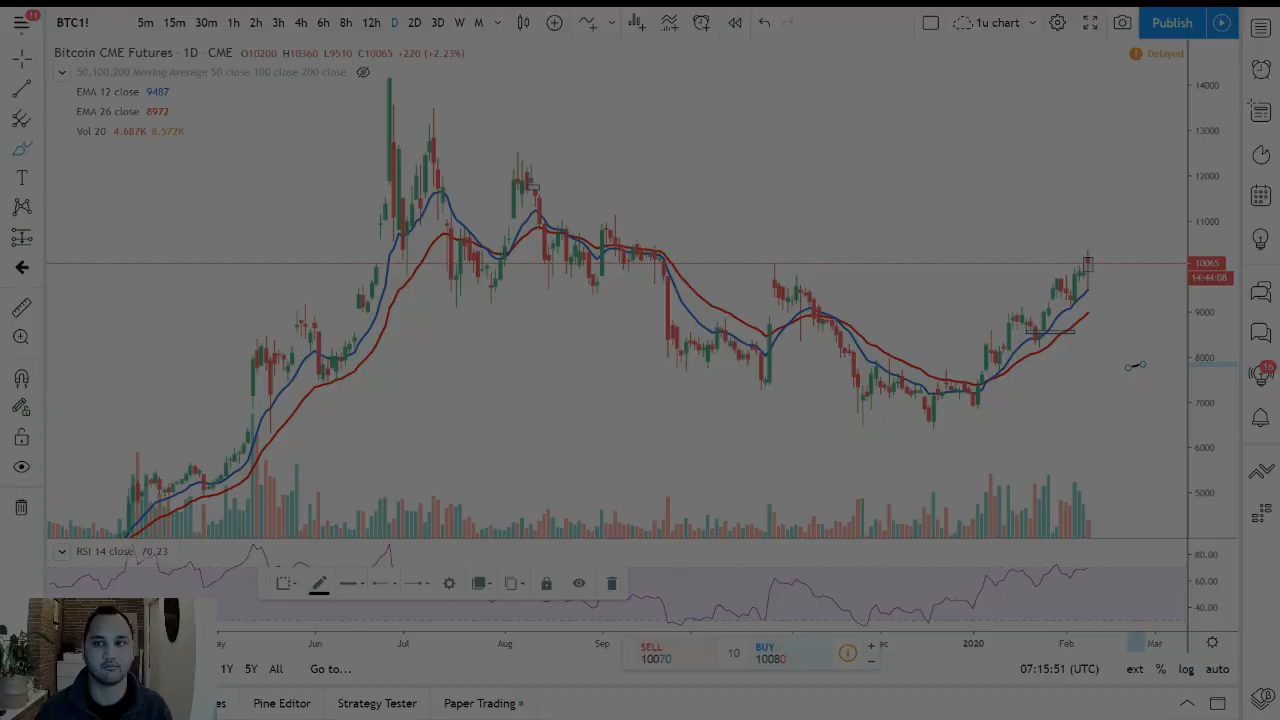 11
BTC1! 5m 15m 30m 1h 2h 3h 4h 6h 8h 12h D 2D 3D W M 1u chart Publish
Bitcoin CME Futures · 1D · CME O10200 H10360 L9510 C10065 +220 (+2.23%) Delayed
50,100,200 Moving Average 50 close 100 close 200 close
EMA 12 close 9487
EMA 26 close 8972
Vol 20 4.687K 8.572K
14000
13000
12000
11000
10065
14:44:08
9000
8000
16
7000
6000
5000
RSI 14 close 70.23
60.00
60.00
40.00
Jun Jul Aug Sep 2020 Feb Mar
SELL 10070 10 BUY 10080
1Y 5Y All Go to... 07:15:51 (UTC) ext % log auto
Pine Editor Strategy Tester Paper Trading